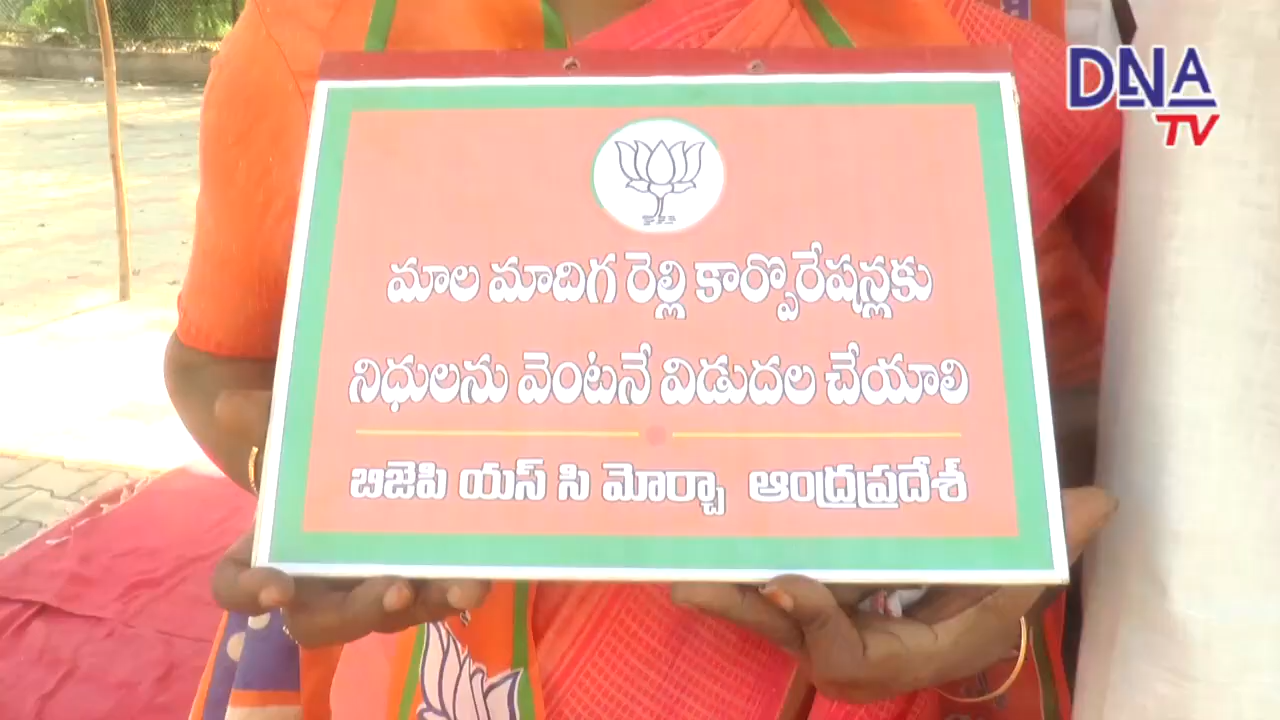 DNA
TV
మాల మాదిగ రెల్లి కార్పొరేషన్లకు
నిధులను వెంటనే విడుదల చేయాలి
బిజెపి యస్ సి మోర్చా ఆంధ్రప్రదేశ్